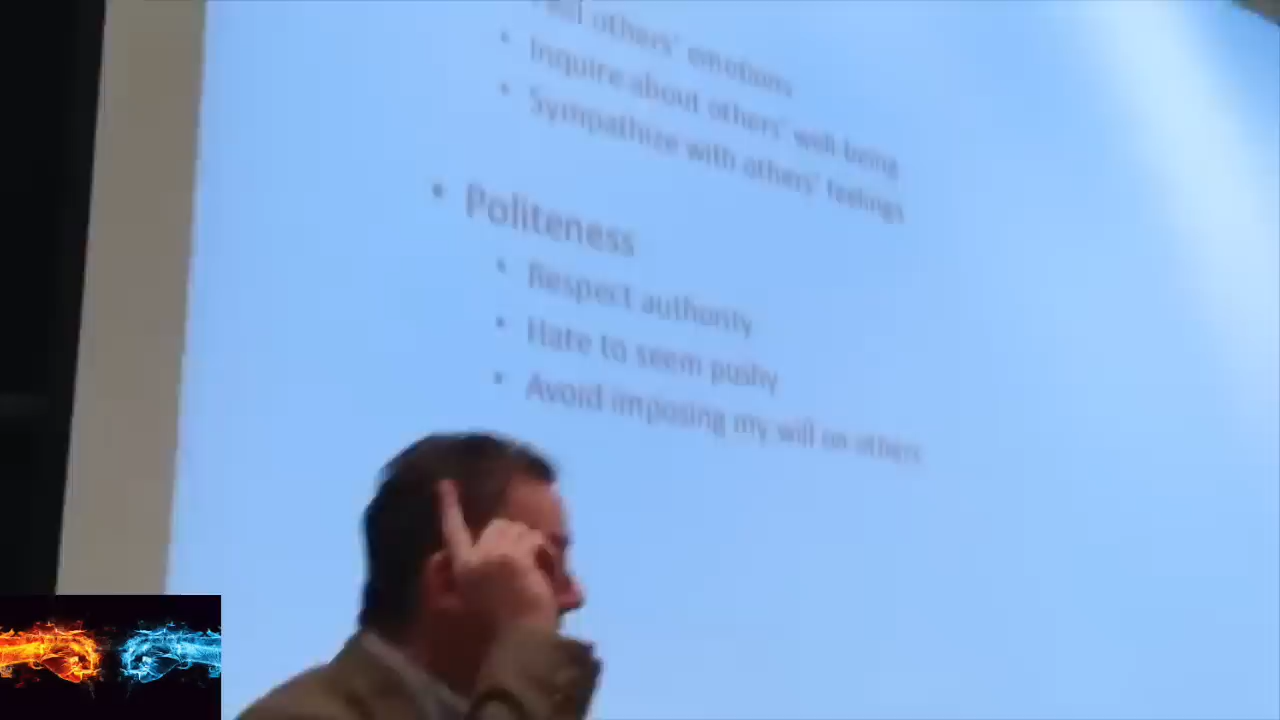 others' emotions
• Inquire about others' well being
• Sympathize with others' feelings
• Politeness
• Respect authority
• Hate to seem pushy
• Avoid imposing my will on others